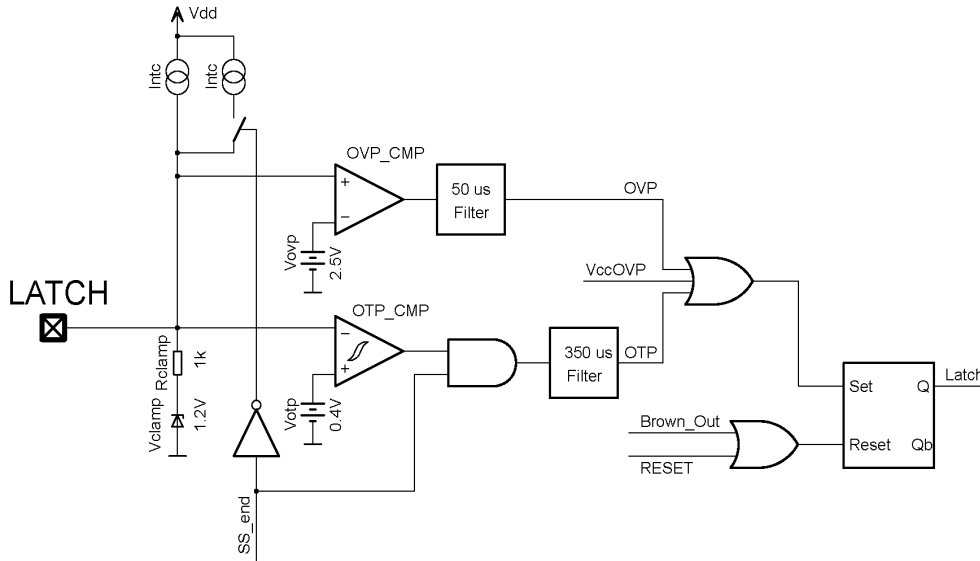 Vdd
Intc
Intc
OVP_CMP
+
−
50 us
Filter
OVP
Vovp
2.5V
VccOVP
LATCH
OTP_CMP
−
+
350 us
Filter
OTP
Rclamp
1k
Vclamp
1.2V
Votp
0.4V
Set
Q
Latch
Brown_Out
Reset
Qb
RESET
SS_end